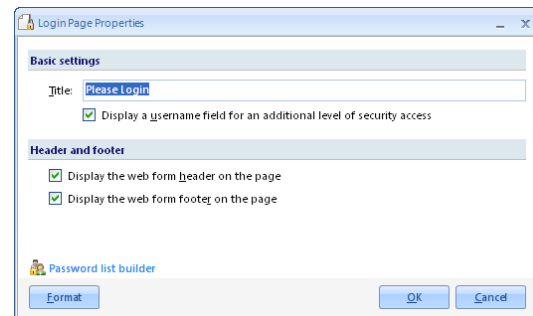 Login Page Properties
Basic settings
Title: Please Login
Display a username field for an additional level of security access
Header and footer
Display the web form header on the page
Display the web form footer on the page
Password list builder
Format OK Cancel